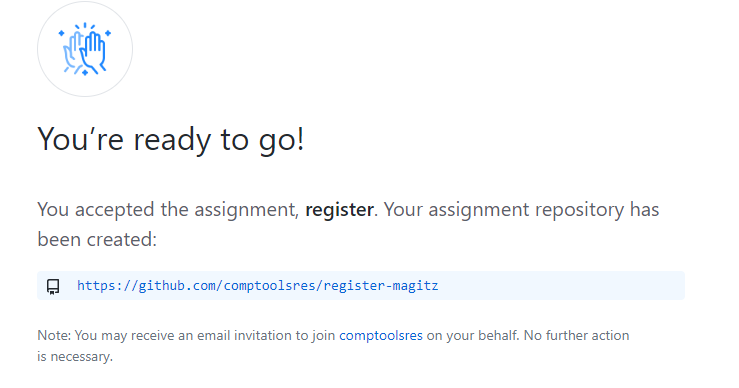 You're ready to go!
You accepted the assignment, register. Your assignment repository has
been created:
https://github.com/comptoolsres/register-magitz
Note: You may receive an email invitation to join comptoolsres on your behalf. No further action
is necessary.